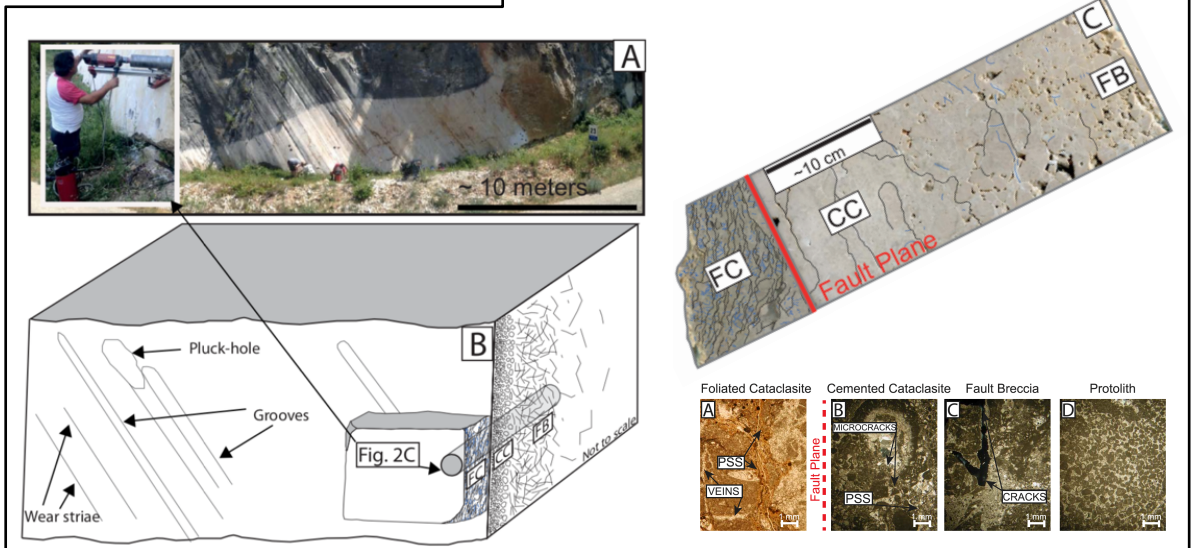 A
~ 10 meters
B
Pluck-hole
Grooves
Wear striae
Fig. 2C
FC
CC
FB
Not to scale
C
FB
~10 cm
CC
FC
Fault Plane
Foliated Cataclasite
Cemented Cataclasite
Fault Breccia
Protolith
A
PSS
VEINS
1 mm
Fault Plane
B
MICROCRACKS
PSS
1 mm
C
CRACKS
1 mm
D
1 mm